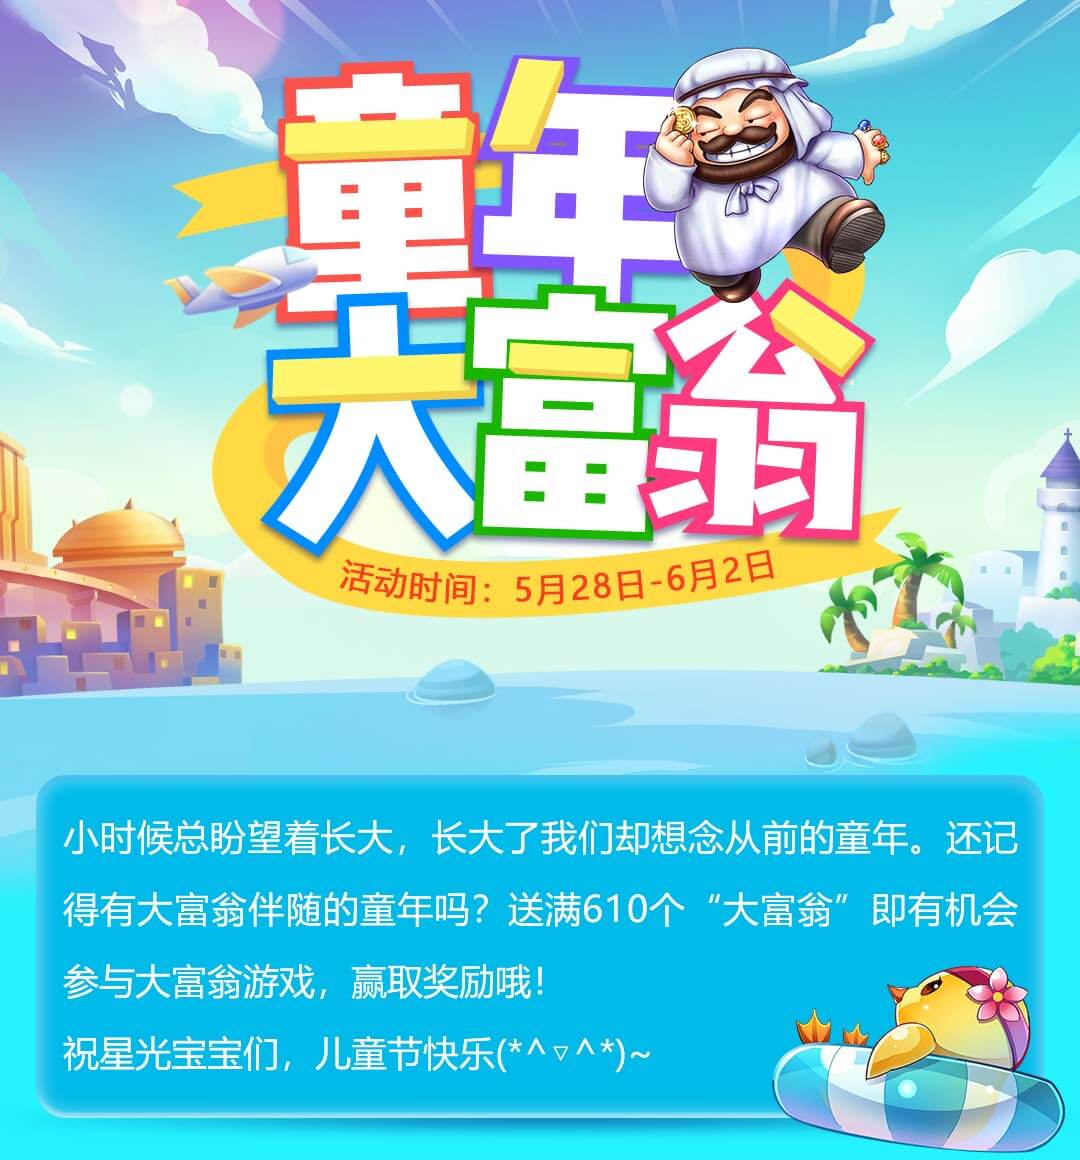 童年
大富翁
活动时间：5月28日-6月2日
小时候总盼望着长大，长大了我们却想念从前的童年。还记
得有大富翁伴随的童年吗？送满610个“大富翁”即有机会
参与大富翁游戏，赢取奖励哦！
祝星光宝宝们，儿童节快乐(*^▽^*)~